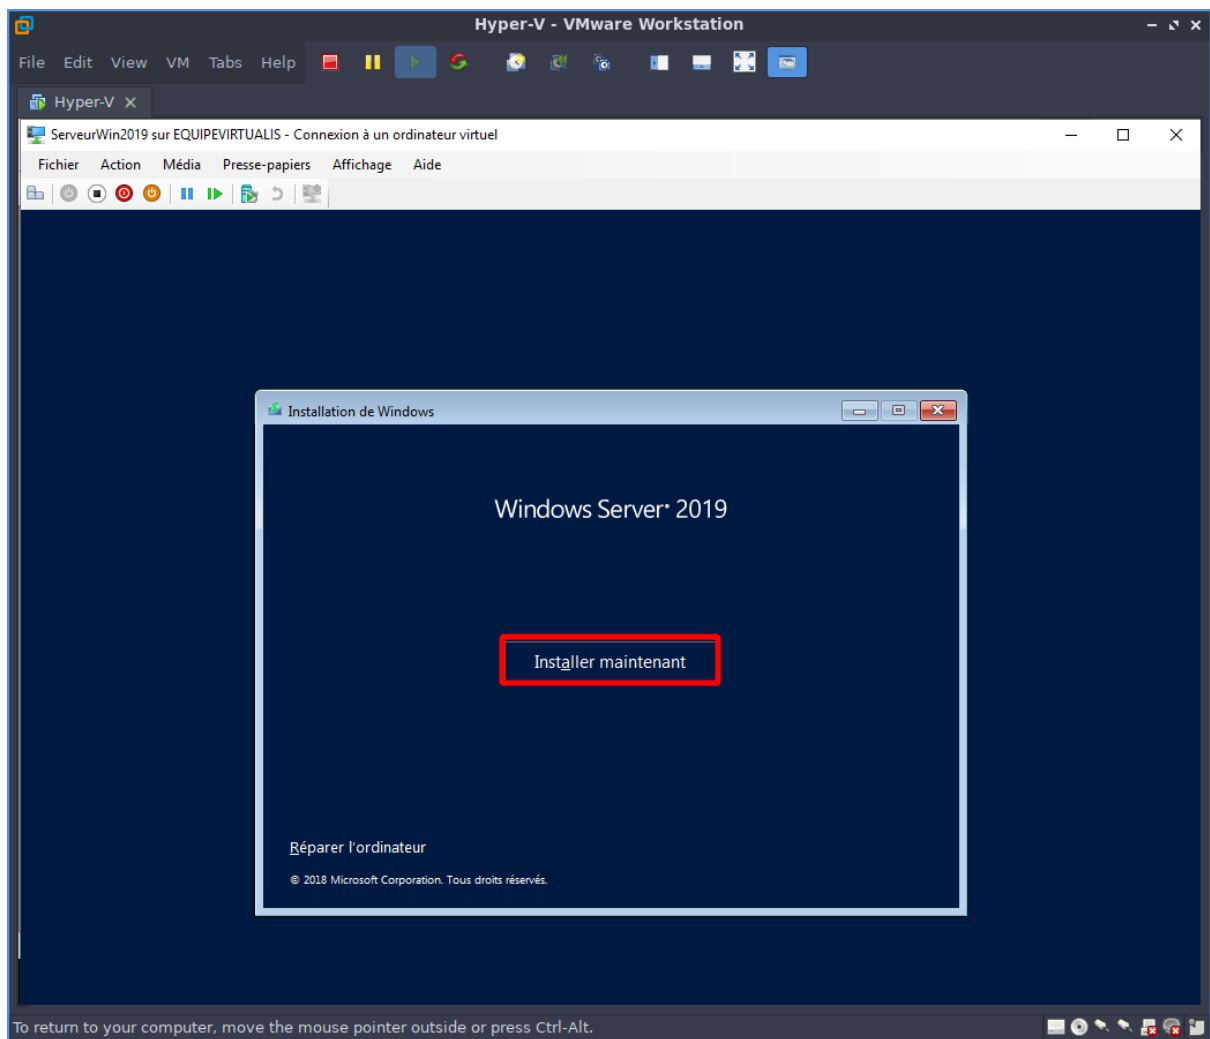 Hyper-V - VMware Workstation
File Edit View VM Tabs Help
Hyper-V
ServeurWin2019 sur EQUIPEVIRTUALIS - Connexion à un ordinateur virtuel
Fichier Action Média Presse-papiers Affichage Aide
Installation de Windows
Windows Server® 2019
Installer maintenant
Réparer l'ordinateur
© 2018 Microsoft Corporation. Tous droits réservés.
To return to your computer, move the mouse pointer outside or press Ctrl-Alt.